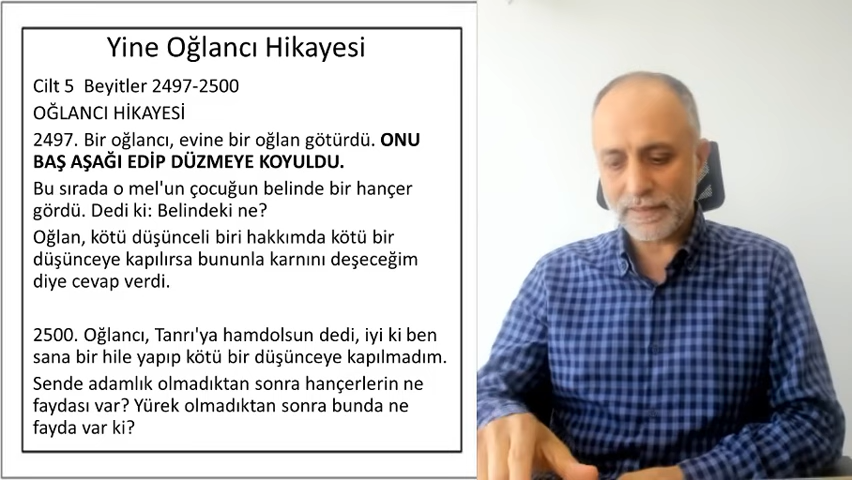 Yine Oğlancı Hikayesi
Cilt 5 Beyitler 2497-2500
OĞLANCI HİKAYESİ
2497. Bir oğlancı, evine bir oğlan götürdü. ONU
BAŞ AŞAĞI EDİP DÜZMEYE KOYULDU.
Bu sırada o mel'un çocuğun belinde bir hançer
gördü. Dedi ki: Belindeki ne?
Oğlan, kötü düşünceli biri hakkımda kötü bir
düşünceye kapılırsa bununla karnını deşeceğim
diye cevap verdi.
2500. Oğlancı, Tanrı'ya hamdolsun dedi, iyi ki ben
sana bir hile yapıp kötü bir düşünceye kapılmadım.
Sende adamlık olmadıktan sonra hançerlerin ne
faydası var? Yürek olmadıktan sonra bunda ne
fayda var ki?